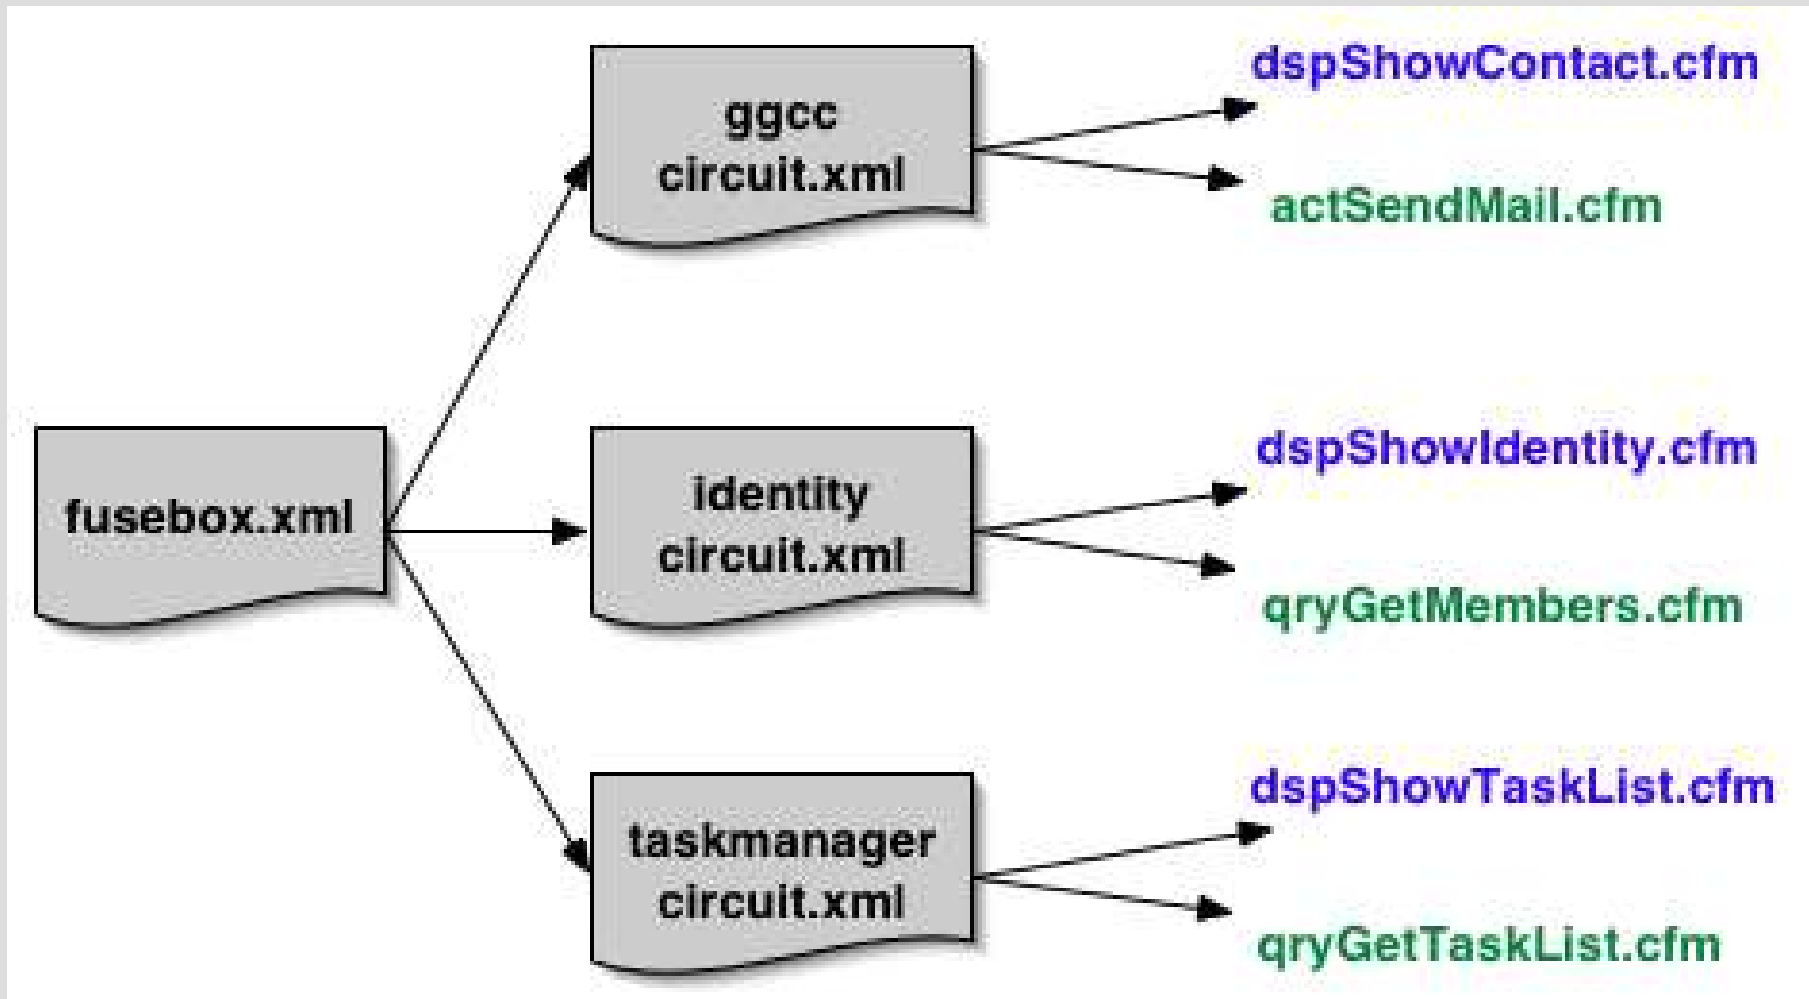 fusebox.xml
ggcc
circuit.xml
dspShowContact.cfm
actSendMail.cfm
identity
circuit.xml
dspShowIdentity.cfm
qryGetMembers.cfm
taskmanager
circuit.xml
dspShowTaskList.cfm
qryGetTaskList.cfm